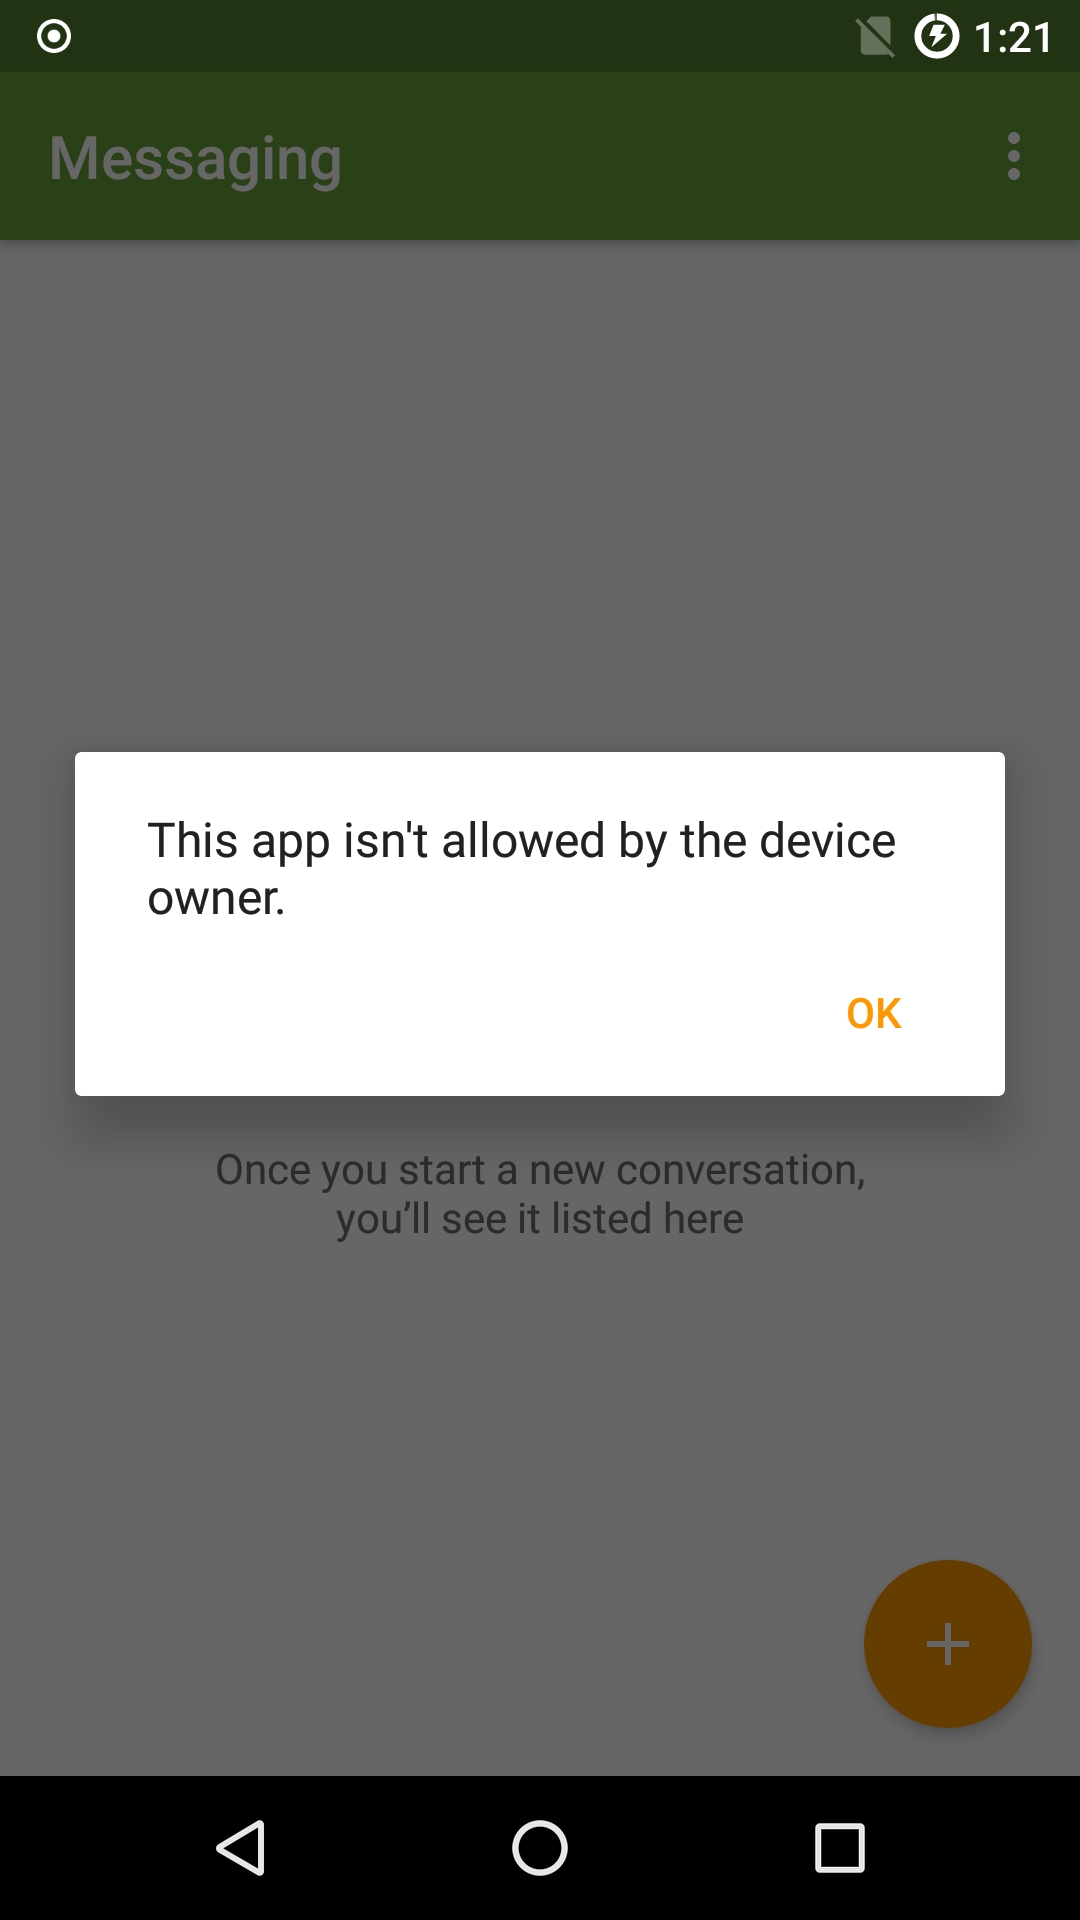 1:21
Messaging
This app isn't allowed by the device
owner.
OK
Once you start a new conversation,
you’ll see it listed here